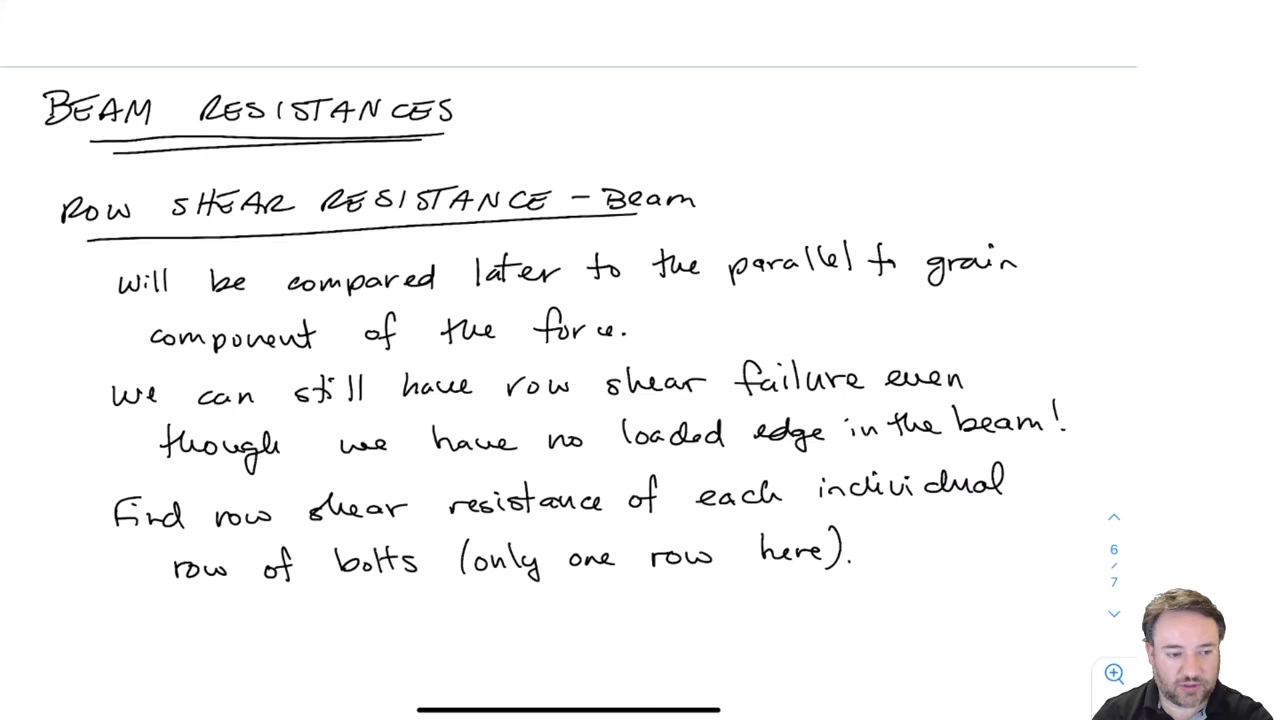 BEAM RESISTANCES
ROW SHEAR RESISTANCE - Beam
will be compared later to the parallel to grain
component of the force.
We can still have row shear failure even
though we have no loaded edge in the beam!
Find row shear resistance of each individual
row of bolts (only one row here).
6
/
7